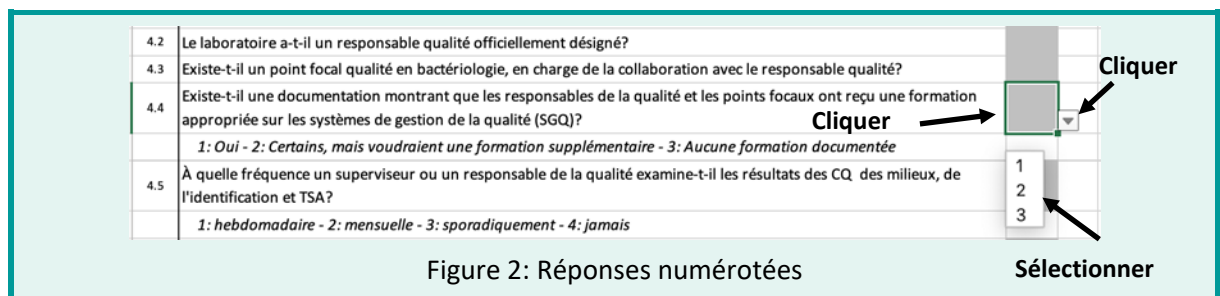 4.2 Le laboratoire a-t-il un responsable qualité officiellement désigné?
4.3 Existe-t-il un point focal qualité en bactériologie, en charge de la collaboration avec le responsable qualité?
Cliquer
4.4 Existe-t-il une documentation montrant que les responsables de la qualité et les points focaux ont reçu une formation
appropriée sur les systèmes de gestion de la qualité (SGQ)?
Cliquer
1: Oui - 2: Certains, mais voudraient une formation supplémentaire - 3: Aucune formation documentée
4.5 À quelle fréquence un superviseur ou un responsable de la qualité examine-t-il les résultats des CQ des milieux, de
l'identification et TSA?
1: hebdomadaire - 2: mensuelle - 3: sporadiquement - 4: jamais
1
2
3
Figure 2: Réponses numérotées
Sélectionner